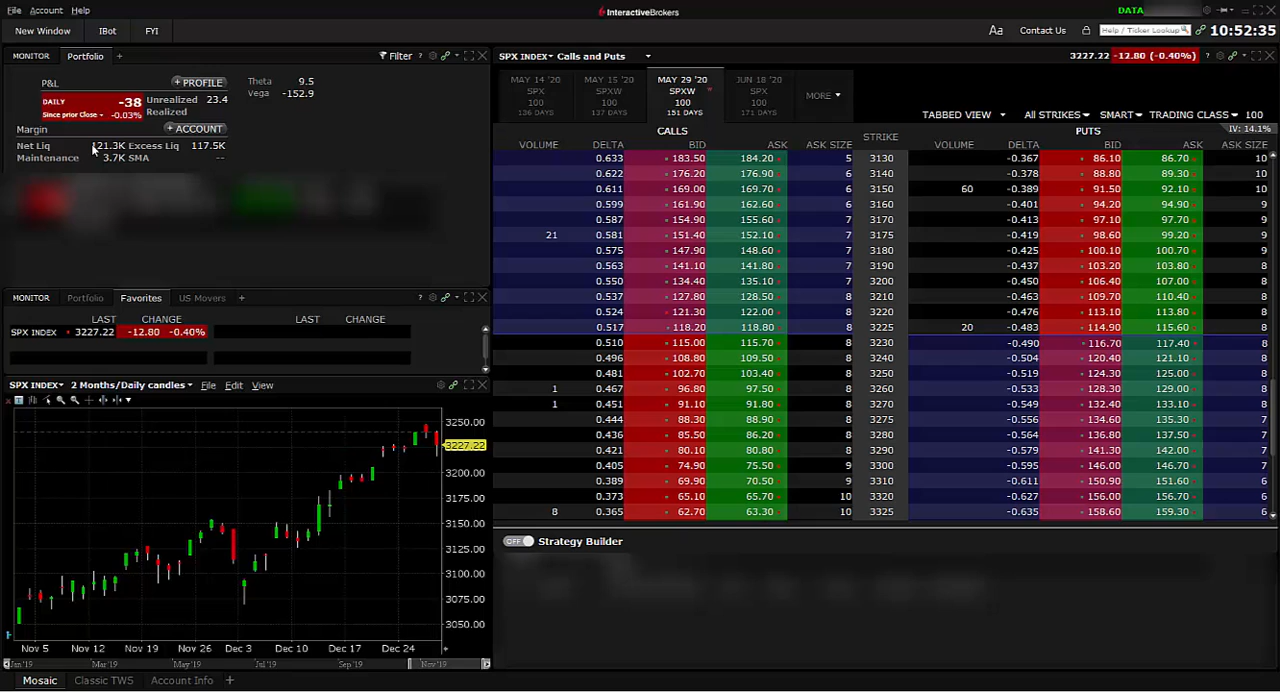 File Account Help
InteractiveBrokers
DATA
New Window IBot FYI
Aa Contact Us Help / Ticker Lookup 10:52:35
MONITOR Portfolio + Filter ?
P&L + PROFILE
DAILY -38
Since prior Close -0.03%
Unrealized 23.4
Realized
Theta 9.5
Vega -152.9
Margin + ACCOUNT
Net Liq 121.3K Excess Liq 117.5K
Maintenance 3.7K SMA --
MONITOR Portfolio Favorites US Movers + ?
LAST CHANGE LAST CHANGE
SPX INDEX 3227.22 -12.80 -0.40%
SPX INDEX 2 Months/Daily candles File Edit View
3250.00
3227.22
3200.00
3175.00
3150.00
3125.00
3100.00
3075.00
3050.00
Nov 5 Nov 12 Nov 19 Nov 26 Dec 3 Dec 10 Dec 17 Dec 24
Jan '19 Mar '19 May '19 Jul '19 Sep '19 Nov '19
SPX INDEX Calls and Puts 3227.22 -12.80 (-0.40%) ?
MAY 14 '20 SPX 100 136 DAYS
MAY 15 '20 SPXW 100 137 DAYS
MAY 29 '20 SPXW 100 151 DAYS
JUN 18 '20 SPX 100 171 DAYS
MORE
TABBED VIEW All STRIKES SMART TRADING CLASS 100
CALLS STRIKE PUTS IV: 14.1%
VOLUME DELTA BID ASK ASK SIZE VOLUME DELTA BID ASK ASK SIZE
0.633 183.50 184.20 5 3130 -0.367 86.10 86.70 10
0.622 176.20 176.90 6 3140 -0.378 88.80 89.30 10
0.611 169.00 169.70 6 3150 60 -0.389 91.50 92.10 10
0.599 161.90 162.60 6 3160 -0.401 94.20 94.90 9
0.587 154.90 155.60 7 3170 -0.413 97.10 97.70 9
21 0.581 151.40 152.10 7 3175 -0.419 98.60 99.20 9
0.575 147.90 148.60 7 3180 -0.425 100.10 100.70 9
0.563 141.10 141.80 7 3190 -0.437 103.20 103.80 9
0.550 134.40 135.10 7 3200 -0.450 106.40 107.00 8
0.537 127.80 128.50 8 3210 -0.463 109.70 110.40 8
0.524 121.30 122.00 8 3220 -0.476 113.10 113.80 8
0.517 118.20 118.80 8 3225 20 -0.483 114.90 115.60 8
0.510 115.00 115.70 8 3230 -0.490 116.70 117.40 8
0.496 108.80 109.50 8 3240 -0.504 120.40 121.10 8
0.481 102.70 103.40 8 3250 -0.519 124.30 125.00 8
1 0.467 96.80 97.50 8 3260 -0.533 128.30 129.00 8
1 0.451 91.10 91.80 8 3270 -0.549 132.40 133.10 8
0.444 88.30 88.90 8 3275 -0.556 134.60 135.30 7
0.436 85.50 86.20 8 3280 -0.564 136.80 137.50 7
0.421 80.10 80.80 8 3290 -0.579 141.30 142.00 7
0.405 74.90 75.50 9 3300 -0.595 146.00 146.70 7
0.389 69.90 70.50 9 3310 -0.611 150.90 151.60 6
0.373 65.10 65.70 10 3320 -0.627 156.00 156.70 6
8 0.365 62.70 63.30 10 3325 -0.635 158.60 159.30 6
OFF Strategy Builder
Mosaic Classic TWS Account Info +